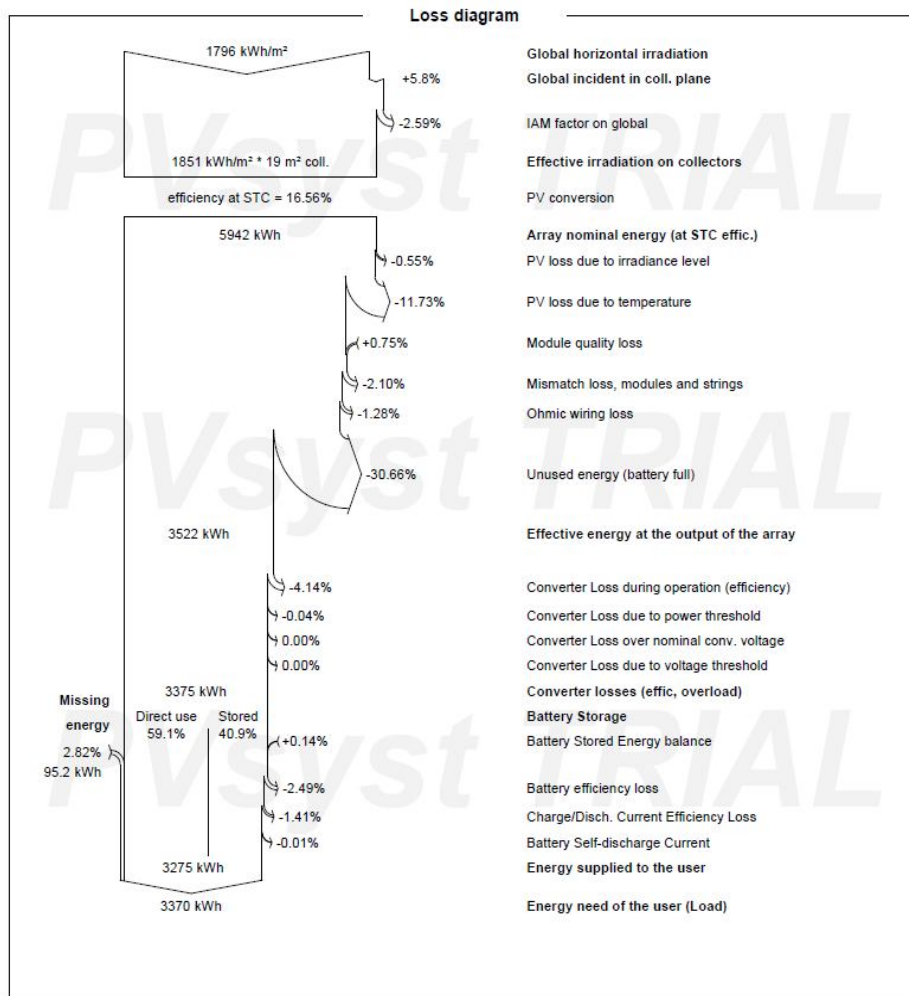 Loss diagram
1796 kWh/m² Global horizontal irradiation
+5.8% Global incident in coll. plane
-2.59% IAM factor on global
1851 kWh/m² * 19 m² coll. Effective irradiation on collectors
efficiency at STC = 16.56% PV conversion
PVsyst TRIAL
5942 kWh Array nominal energy (at STC effic.)
-0.55% PV loss due to irradiance level
-11.73% PV loss due to temperature
+0.75% Module quality loss
-2.10% Mismatch loss, modules and strings
-1.28% Ohmic wiring loss
PVsyst TRIAL
-30.66% Unused energy (battery full)
3522 kWh Effective energy at the output of the array
-4.14% Converter Loss during operation (efficiency)
-0.04% Converter Loss due to power threshold
0.00% Converter Loss over nominal conv. voltage
0.00% Converter Loss due to voltage threshold
3375 kWh Converter losses (effic, overload)
Missing energy Direct use Stored Battery Storage
59.1% 40.9%
2.82% +0.14% Battery Stored Energy balance
95.2 kWh
PVsyst TRIAL
-2.49% Battery efficiency loss
-1.41% Charge/Disch. Current Efficiency Loss
-0.01% Battery Self-discharge Current
3275 kWh Energy supplied to the user
3370 kWh Energy need of the user (Load)